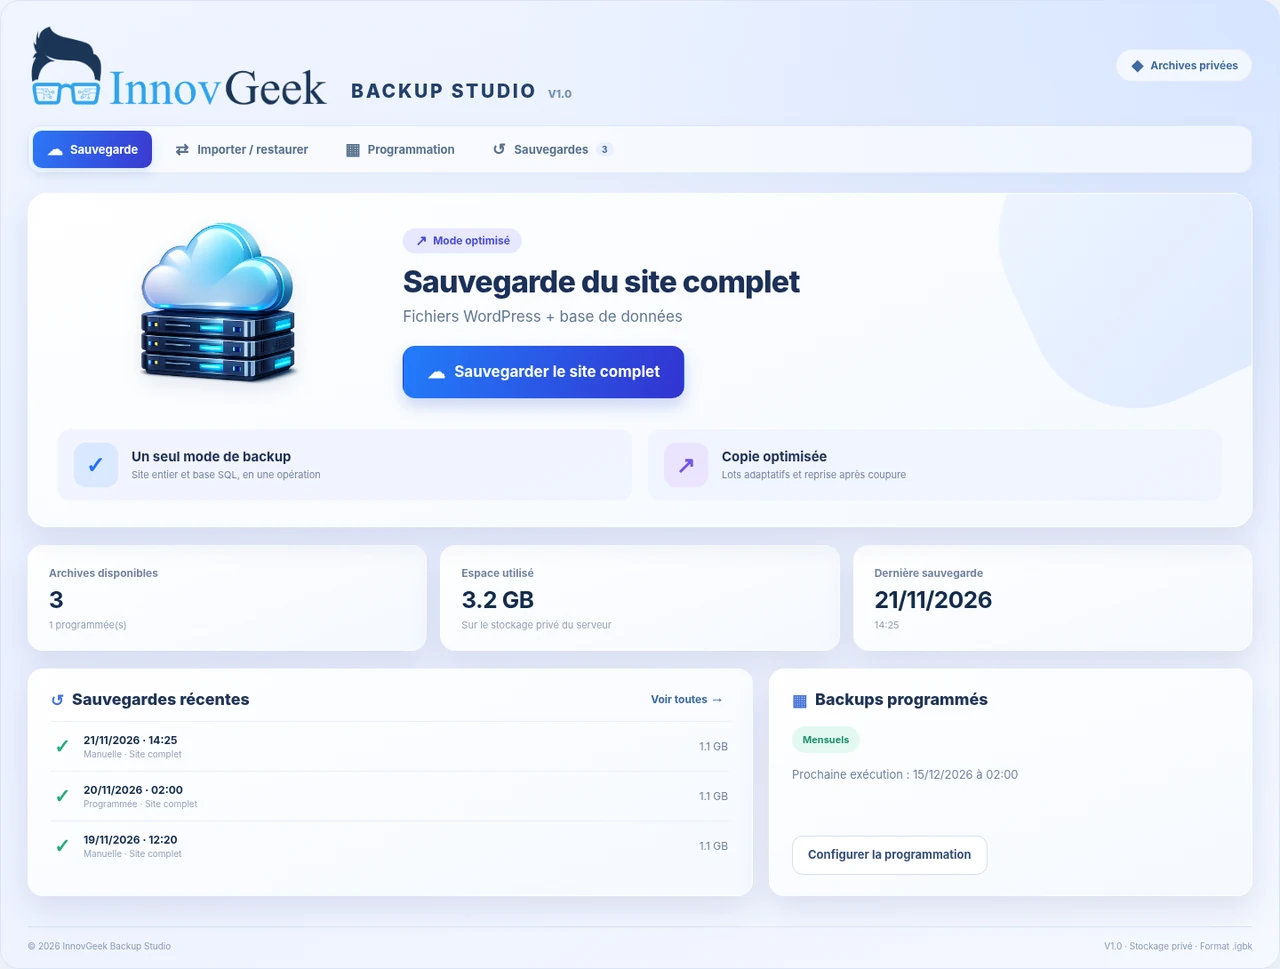 InnovGeek BACKUP STUDIO V1.0
Archives privées
Sauvegarde
Importer / restaurer
Programmation
Sauvegardes 3
Mode optimisé
Sauvegarde du site complet
Fichiers WordPress + base de données
Sauvegarder le site complet
Un seul mode de backup
Site entier et base SQL, en une opération
Copie optimisée
Lots adaptatifs et reprise après coupure
Archives disponibles
3
1 programmée(s)
Espace utilisé
3.2 GB
Sur le stockage privé du serveur
Dernière sauvegarde
21/11/2026
14:25
Sauvegardes récentes
Voir toutes →
21/11/2026 · 14:25
Manuelle · Site complet
1.1 GB
20/11/2026 · 02:00
Programmée · Site complet
1.1 GB
19/11/2026 · 12:20
Manuelle · Site complet
1.1 GB
Backups programmés
Mensuels
Prochaine exécution : 15/12/2026 à 02:00
Configurer la programmation
© 2026 InnovGeek Backup Studio
V1.0 · Stockage privé · Format .igbk